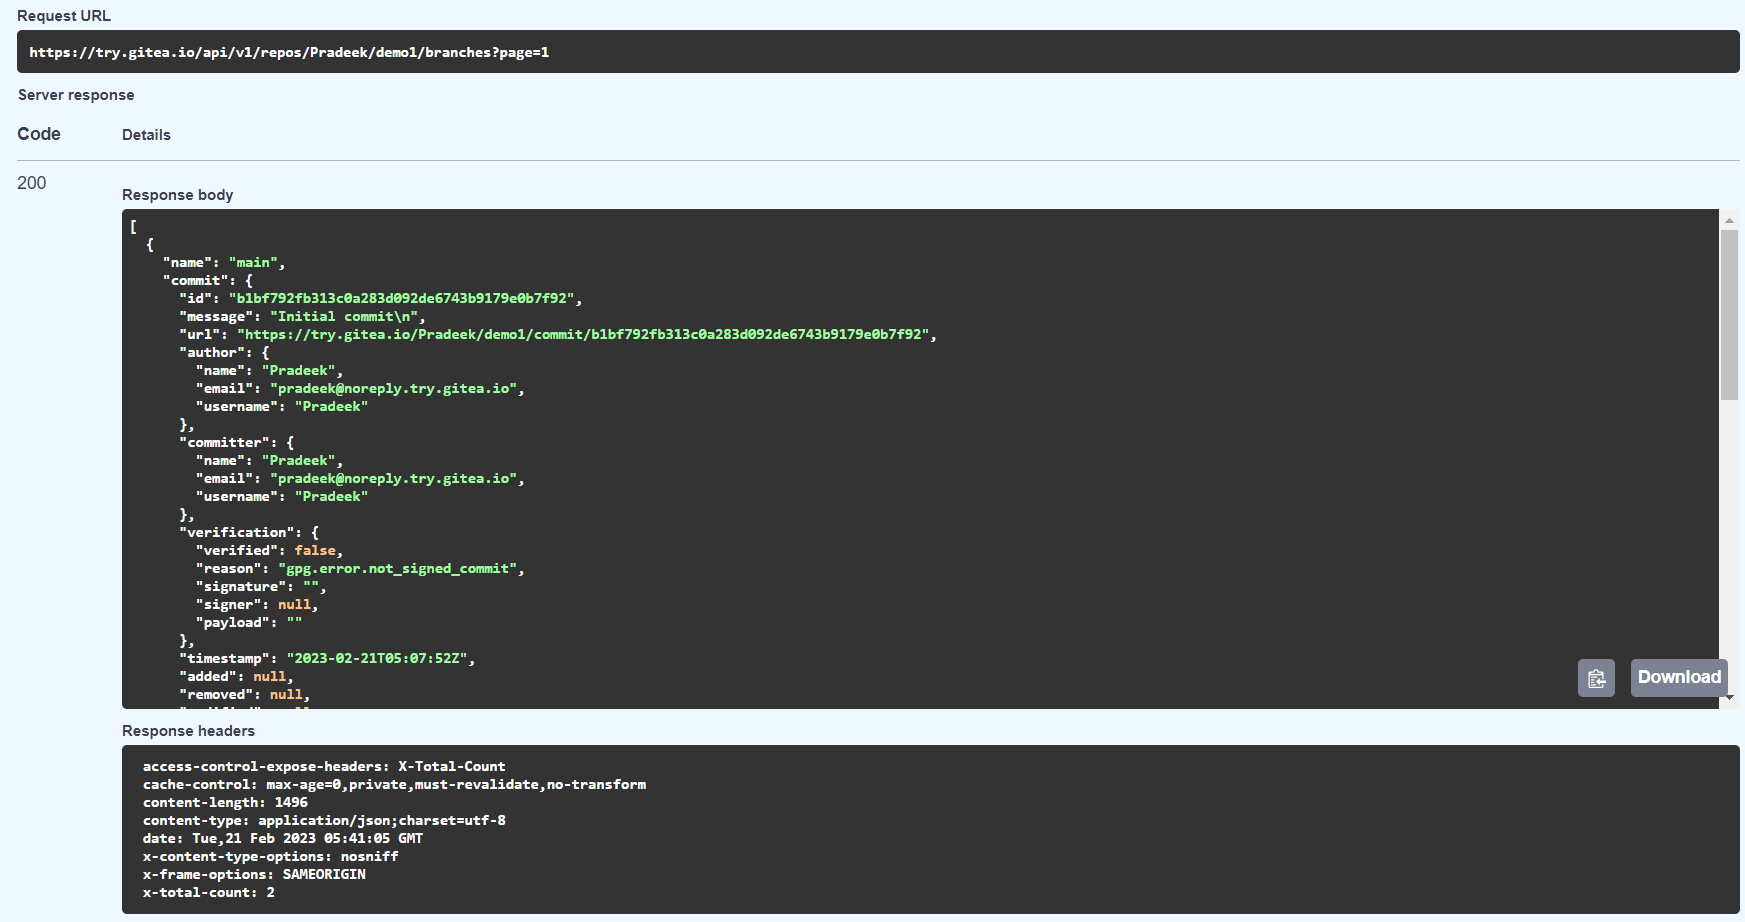 Request URL
https://try.gitea.io/api/v1/repos/Pradeek/demo1/branches?page=1
Server response
Code Details
200
Response body
[
{
"name": "main",
"commit": {
"id": "b1bf792fb313c0a283d092de6743b9179e0b7f92",
"message": "Initial commit\n",
"url": "https://try.gitea.io/Pradeek/demo1/commit/b1bf792fb313c0a283d092de6743b9179e0b7f92",
"author": {
"name": "Pradeek",
"email": "pradeek@noreply.try.gitea.io",
"username": "Pradeek"
},
"committer": {
"name": "Pradeek",
"email": "pradeek@noreply.try.gitea.io",
"username": "Pradeek"
},
"verification": {
"verified": false,
"reason": "gpg.error.not_signed_commit",
"signature": "",
"signer": null,
"payload": ""
},
"timestamp": "2023-02-21T05:07:52Z",
"added": null,
"removed": null,
Download
Response headers
access-control-expose-headers: X-Total-Count
cache-control: max-age=0,private,must-revalidate,no-transform
content-length: 1496
content-type: application/json;charset=utf-8
date: Tue,21 Feb 2023 05:41:05 GMT
x-content-type-options: nosniff
x-frame-options: SAMEORIGIN
x-total-count: 2